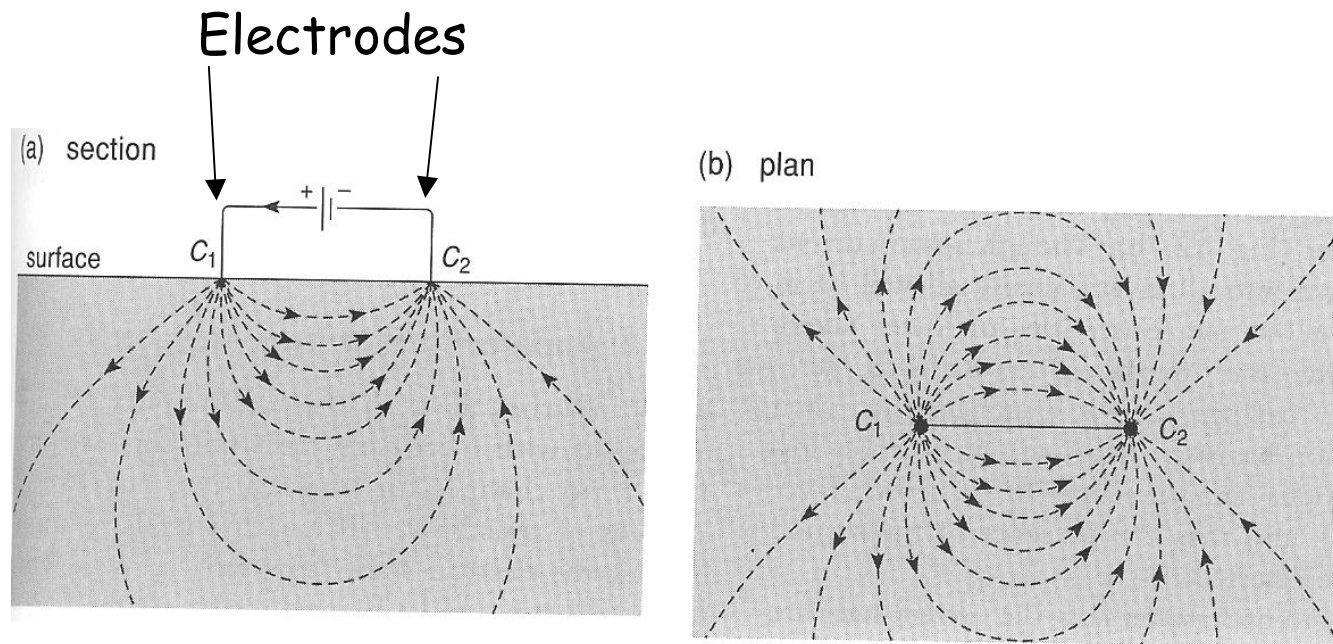 Electrodes
(a) section
+ −
surface
C₁
C₂
(b) plan
C₁
C₂